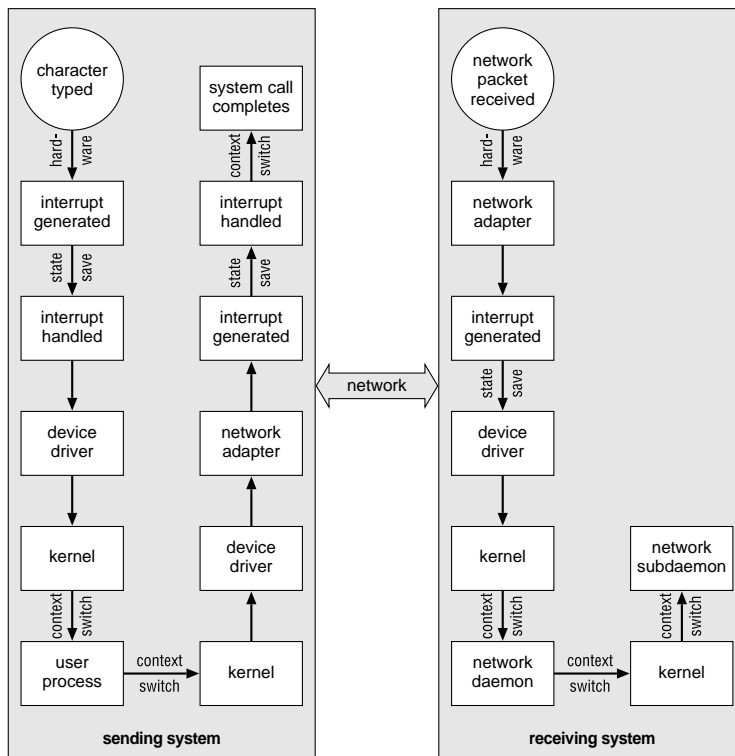 character
typed
hard-
ware
interrupt
generated
state
save
interrupt
handled
device
driver
kernel
context
switch
user
process
context
switch
kernel
device
driver
network
adapter
interrupt
generated
state
save
interrupt
handled
context
switch
system call
completes
sending system
network
network
packet
received
hard-
ware
network
adapter
interrupt
generated
state
save
device
driver
kernel
context
switch
network
daemon
context
switch
kernel
context
switch
network
subdaemon
receiving system